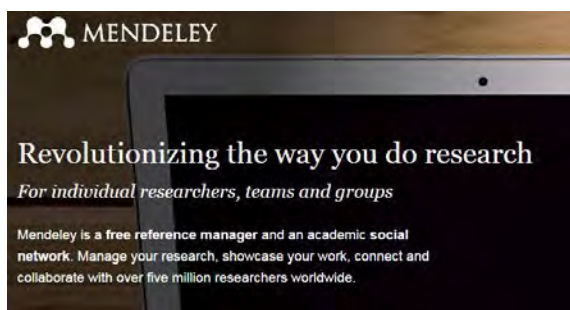 MENDELEY
Revolutionizing the way you do research
For individual researchers, teams and groups
Mendeley is a free reference manager and an academic social
network. Manage your research, showcase your work, connect and
collaborate with over five million researchers worldwide.